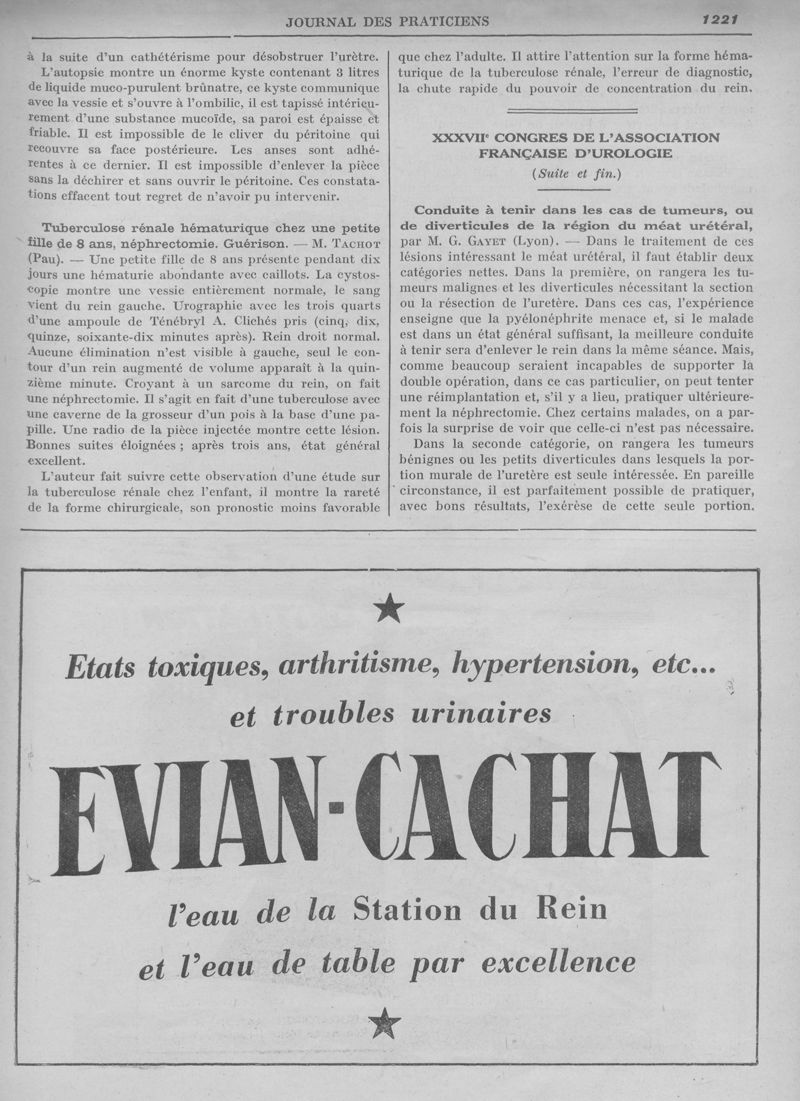 JOURNAL DES PRATICIENS
1221
à la suite d'un cathétérisme pour désobstruer l'urètre.
L'autopsie montre un énorme kyste contenant 3 litres
de liquide muco-purulent brûnatre, ce kyste communique
avec la vessie et s'ouvre à l'ombilic, il est tapissé intérieu-
rement d'une substance mucoïde, sa paroi est épaisse et
friable. Il est impossible de le cliver du péritoine qui
recouvre sa face postérieure. Les anses sont adhé-
rentes à ce dernier. Il est impossible d'enlever la pièce
sans la déchirer et sans ouvrir le péritoine. Ces constata-
tions effacent tout regret de n'avoir pu intervenir.
Tuberculose rénale hématurique chez une petite
fille de 8 ans, néphrectomie. Guérison. — M. TACHOT
(Pau). — Une petite fille de 8 ans présente pendant dix
jours une hématurie abondante avec caillots. La cystos-
copie montre une vessie entièrement normale, le sang
vient du rein gauche. Urographie avec les trois quarts
d'une ampoule de Ténébryl A. Clichés pris (cinq, dix,
quinze, soixante-dix minutes après). Rein droit normal.
Aucune élimination n'est visible à gauche, seul le con-
tour d'un rein augmenté de volume apparaît à la quin-
zième minute. Croyant à un sarcome du rein, on fait
une néphrectomie. Il s'agit en fait d'une tuberculose avec
une caverne de la grosseur d'un pois à la base d'une pa-
pille. Une radio de la pièce injectée montre cette lésion.
Bonnes suites éloignées ; après trois ans, état général
excellent.
L'auteur fait suivre cette observation d'une étude sur
la tuberculose rénale chez l'enfant, il montre la rareté
de la forme chirurgicale, son pronostic moins favorable
que chez l'adulte. Il attire l'attention sur la forme héma-
turique de la tuberculose rénale, l'erreur de diagnostic,
la chute rapide du pouvoir de concentration du rein.
XXXVIIe CONGRES DE L'ASSOCIATION
FRANÇAISE D'UROLOGIE
(Suite et fin.)
Conduite à tenir dans les cas de tumeurs, ou
de diverticules de la région du méat urétéral,
par M. G. GAYET (Lyon). — Dans le traitement de ces
lésions intéressant le méat urétéral, il faut établir deux
catégories nettes. Dans la première, on rangera les tu-
meurs malignes et les diverticules nécessitant la section
ou la résection de l'uretère. Dans ces cas, l'expérience
enseigne que la pyélonéphrite menace et, si le malade
est dans un état général suffisant, la meilleure conduite
à tenir sera d'enlever le rein dans la même séance. Mais,
comme beaucoup seraient incapables de supporter la
double opération, dans ce cas particulier, on peut tenter
une réimplantation et, s'il y a lieu, pratiquer ultérieure-
ment la néphrectomie. Chez certains malades, on a par-
fois la surprise de voir que celle-ci n'est pas nécessaire.
Dans la seconde catégorie, on rangera les tumeurs
bénignes ou les petits diverticules dans lesquels la por-
tion murale de l'uretère est seule intéressée. En pareille
circonstance, il est parfaitement possible de pratiquer,
avec bons résultats, l'exérèse de cette seule portion.
Etats toxiques, arthritisme, hypertension, etc...
et troubles urinaires
EVIAN-CACHAT
l'eau de la Station du Rein
et l'eau de table par excellence